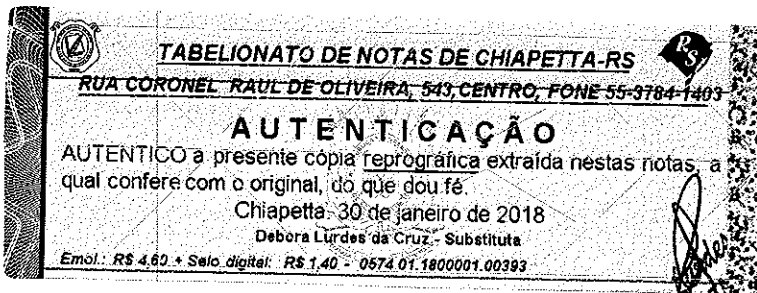 TABELIONATO DE NOTAS DE CHIAPETTA-RS
RS
RUA CORONEL RAUL DE OLIVEIRA, 543, CENTRO, FONE 55-3784-1403
AUTENTICAÇÃO
AUTENTICO a presente cópia reprográfica extraída nestas notas, a
qual confere com o original, do que dou fé.
Chiapetta, 30 de janeiro de 2018
Debora Lurdes da Cruz - Substituta
Emol.: R$ 4,60 + Selo digital: R$ 1,40 - 0574.01.1800001.00393